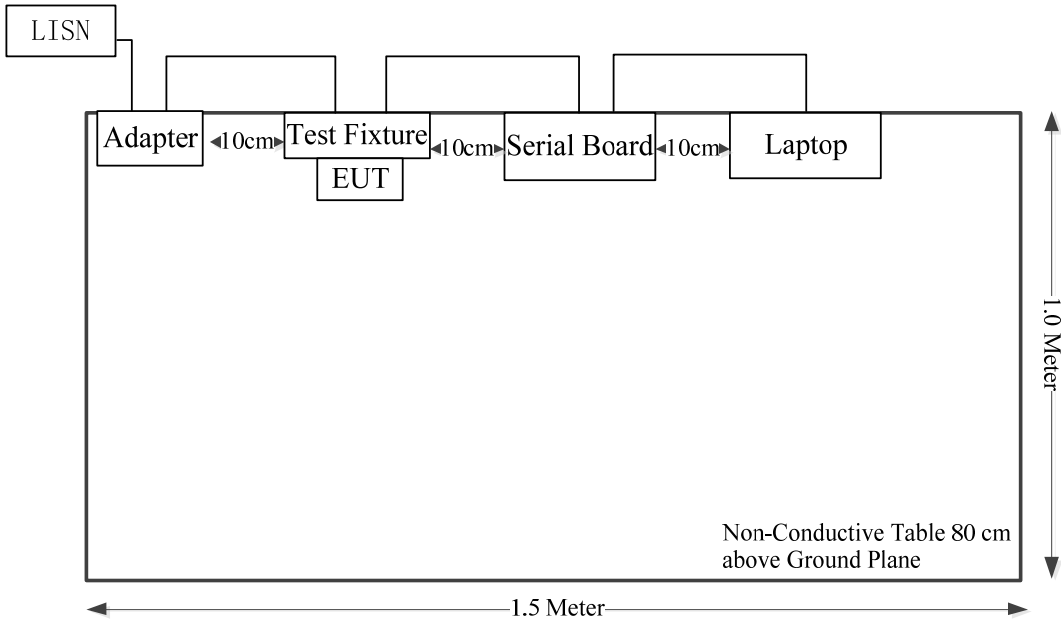 LISN
Adapter
10cm
Test Fixture
EUT
10cm
Serial Board
10cm
Laptop
1.0 Meter
Non-Conductive Table 80 cm
above Ground Plane
1.5 Meter